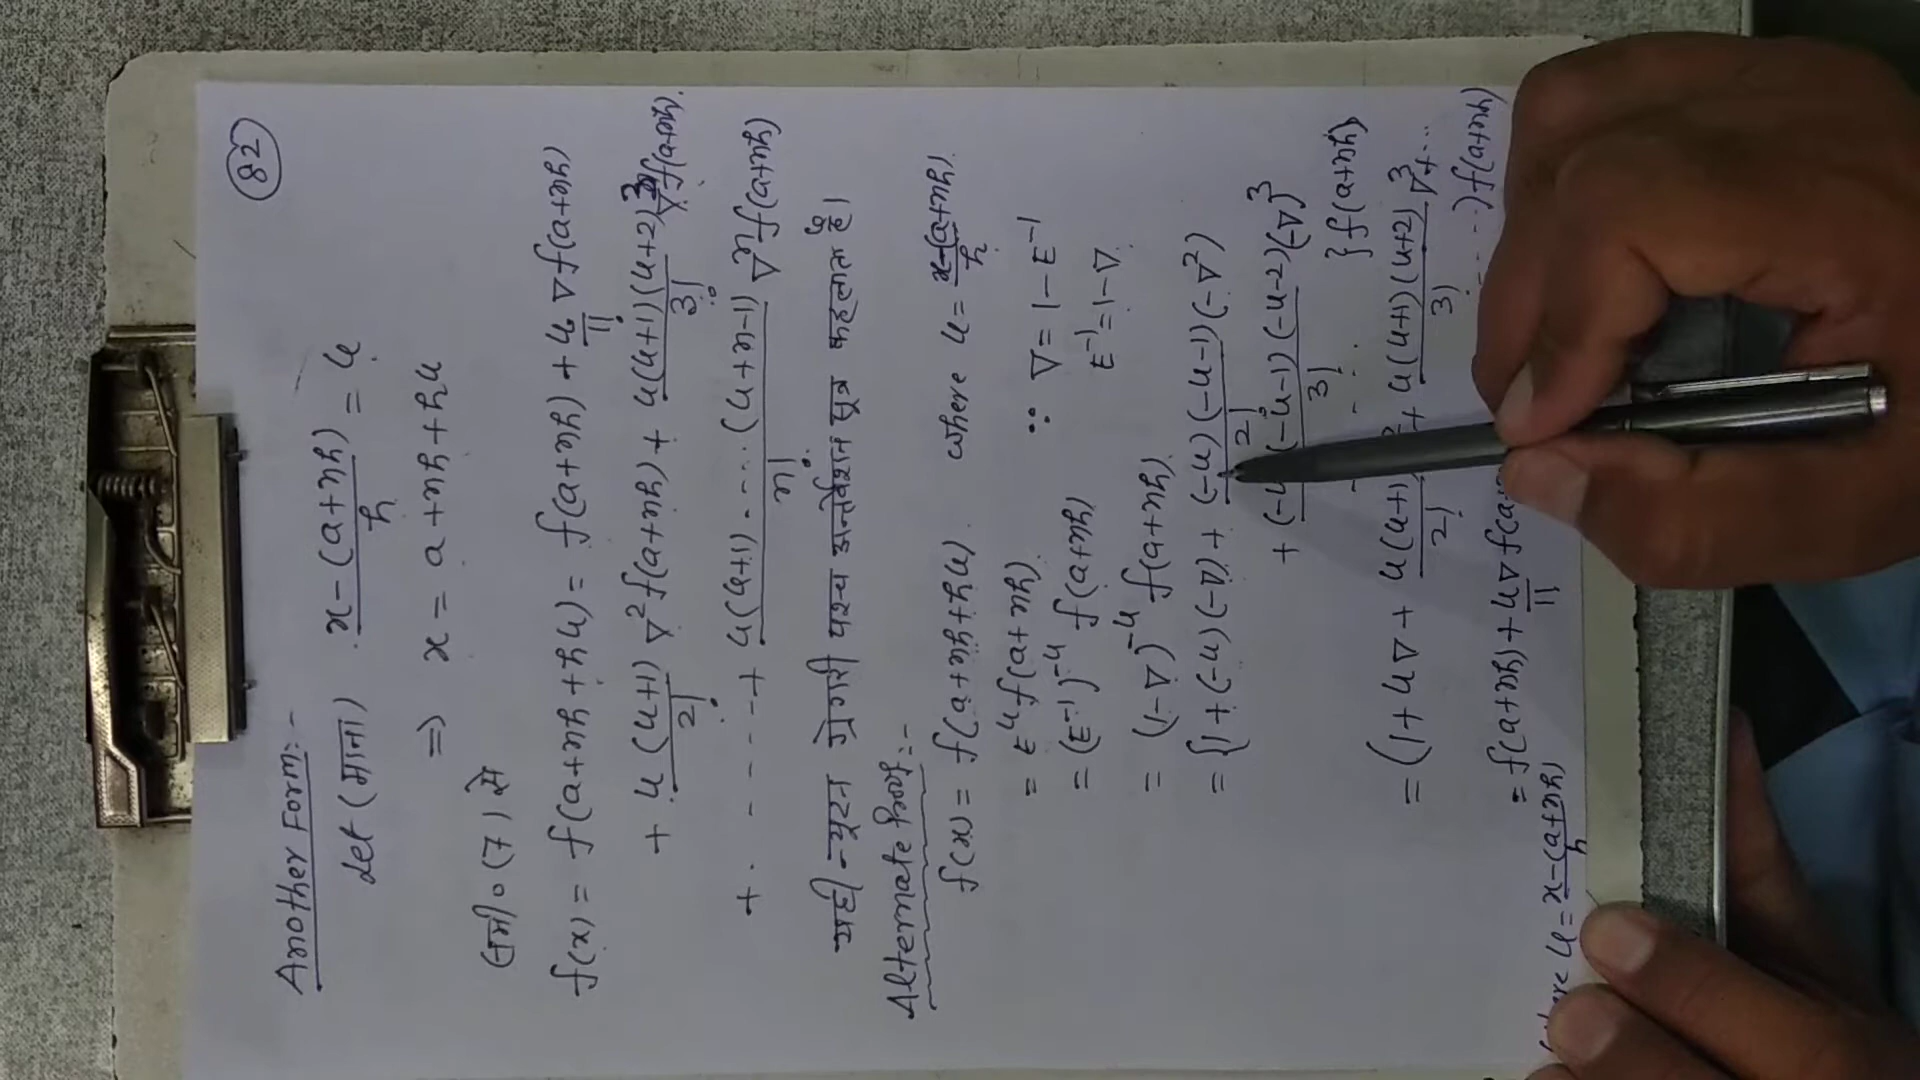 82
Another Form:-
Let (माना) x-(a+nh)/h = u
⇒ x = a+nh+hu
समी० (7) से
f(x) = f(a+nh+hu) = f(a+nh) + u/1! ∇f(a+nh)
+ u(u+1)/2! ∇²f(a+nh) + u(u+1)(u+2)/3! ∇³f(a+nh).
+ . - - - - - + u(u+1). - ... (u+n-1)/n! ∇ⁿf(a+nh)
यही न्यूटन ग्रेगरी पश्च अन्तर्वेशन सूत्र कहलाता है।
Alternate Proof:-
f(x) = f(a+nh+hu). where u = x-(a+nh)/h.
= E^u f(a+nh). ∵ ∇ = 1-E⁻¹
= (E⁻¹)^-u f(a+nh) E⁻¹ = 1-∇.
= (1-∇)^-u f(a+nh).
= {1+(-u)(-∇) + (-u)(-u-1)/2! (-∇²)
+ (-u)(-u-1)(-u-2)/3! (-∇)³
- - - . } f(a+nh)
= (1+u∇ + u(u+1)/2! + u(u+1)(u+2)/3! ∇³+...
- - - ) f(a+nh)
= f(a+nh) + u/1! ∇f(a
where u = x-(a+nh)/h